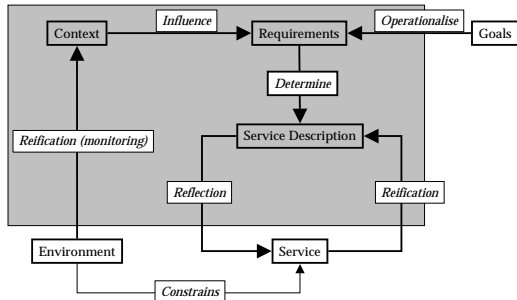 Influence
Operationalise
Context
Requirements
Goals
Determine
Reification (monitoring)
Service Description
Reflection
Reification
Environment
Service
Constrains